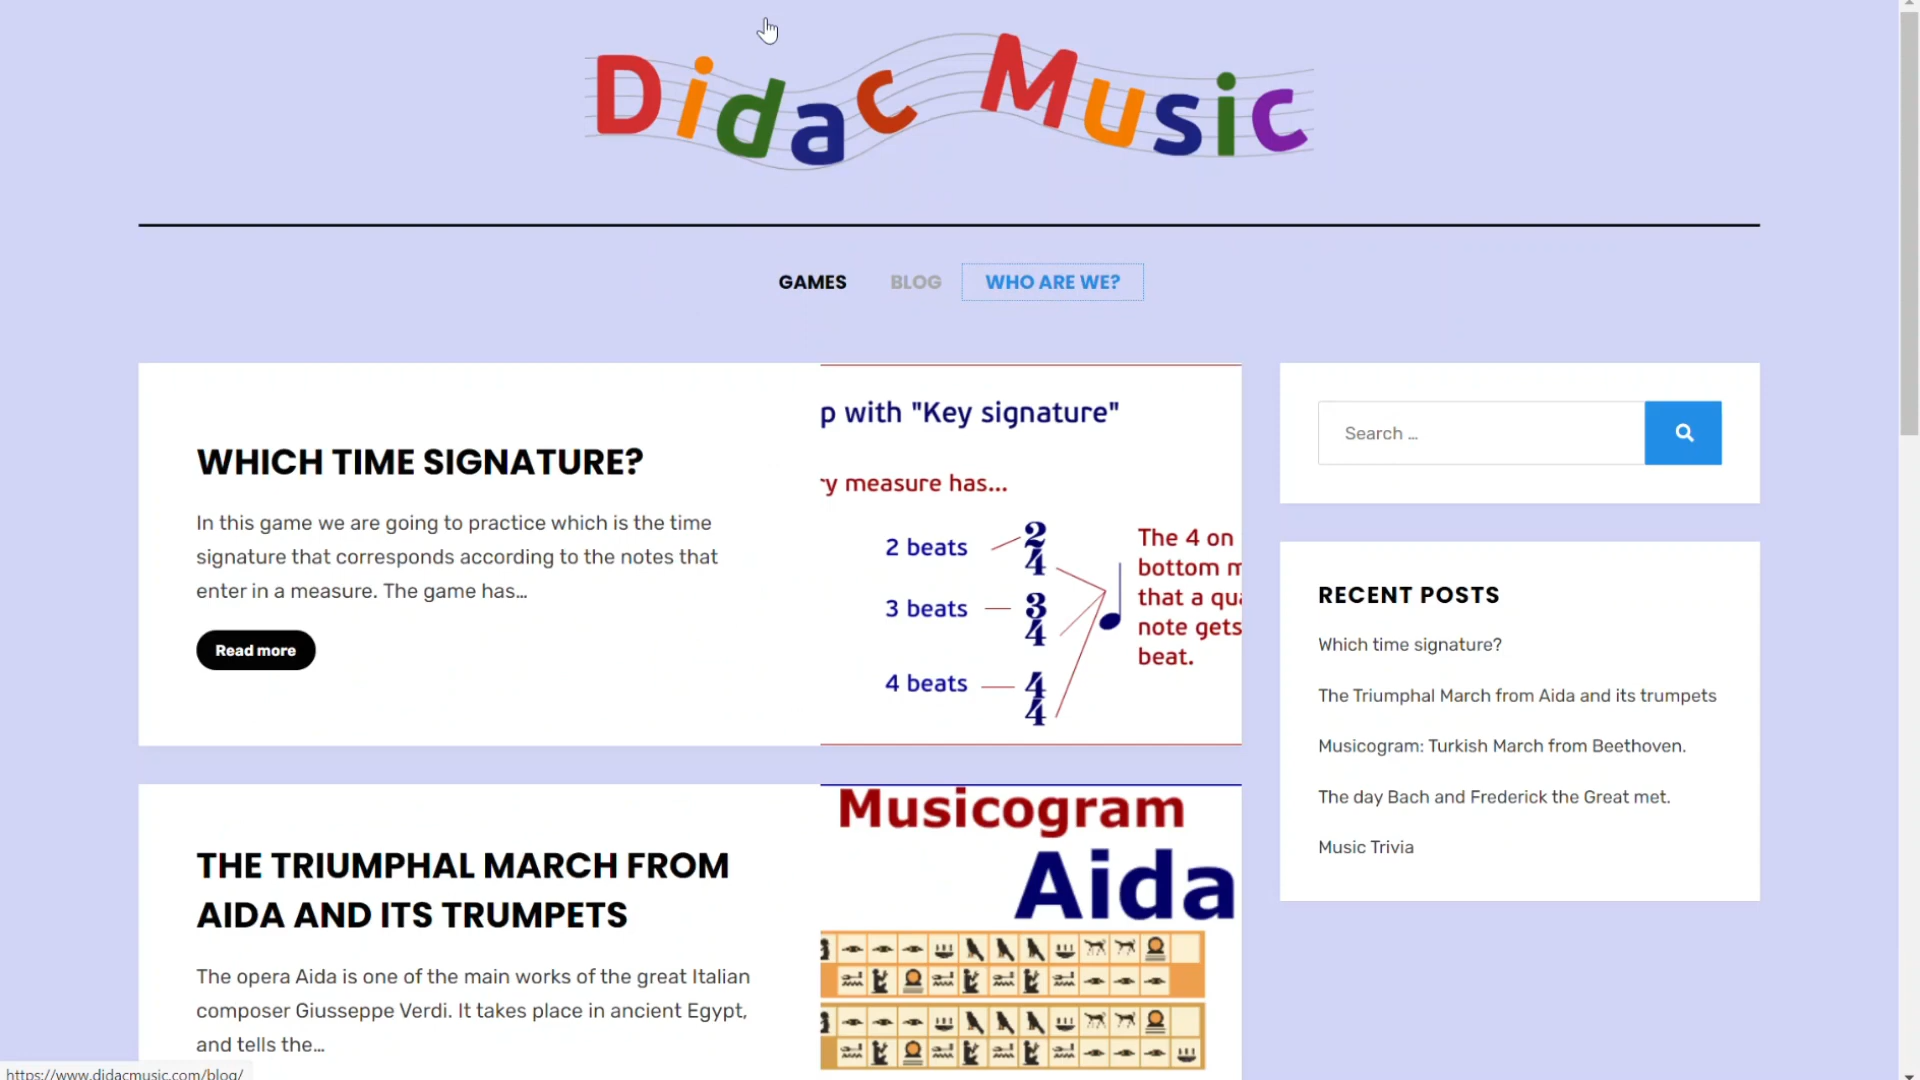 Didac Music
GAMES BLOG WHO ARE WE?
WHICH TIME SIGNATURE?
In this game we are going to practice which is the time
signature that corresponds according to the notes that
enter in a measure. The game has...
Read more
p with "Key signature"
ry measure has...
2 beats 2/4
3 beats 3/4
4 beats 4/4
The 4 on
bottom m
that a qua
note gets
beat.
Search ...
RECENT POSTS
Which time signature?
The Triumphal March from Aida and its trumpets
Musicogram: Turkish March from Beethoven.
The day Bach and Frederick the Great met.
Music Trivia
THE TRIUMPHAL MARCH FROM
AIDA AND ITS TRUMPETS
The opera Aida is one of the main works of the great Italian
composer Giusseppe Verdi. It takes place in ancient Egypt,
and tells the...
Musicogram
Aida
https://www.didacmusic.com/blog/